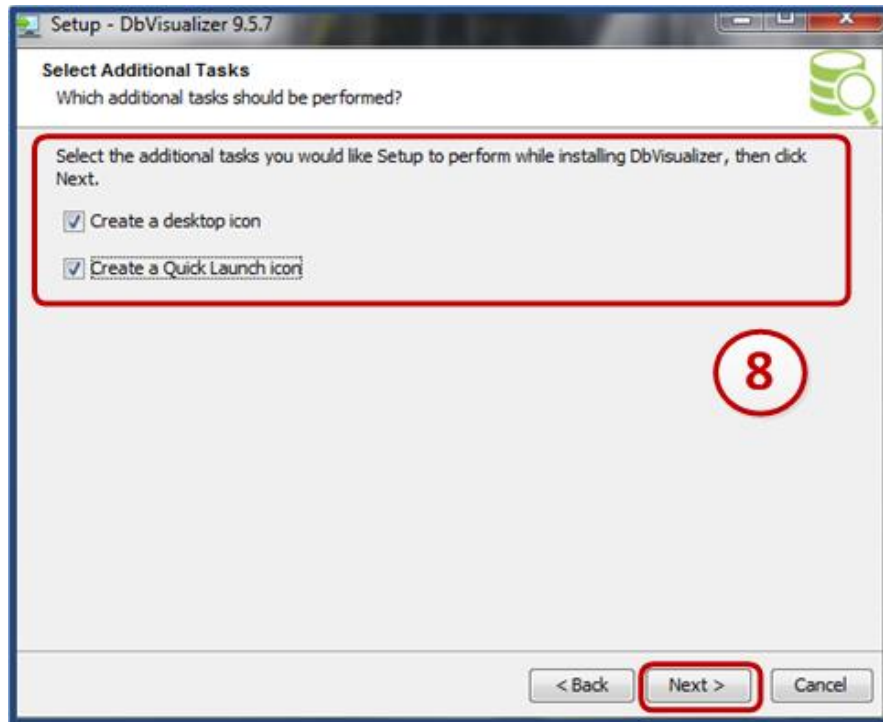 Setup - DbVisualizer 9.5.7
Select Additional Tasks
Which additional tasks should be performed?
Select the additional tasks you would like Setup to perform while installing DbVisualizer, then click
Next.
Create a desktop icon
Create a Quick Launch icon
8
< Back
Next >
Cancel